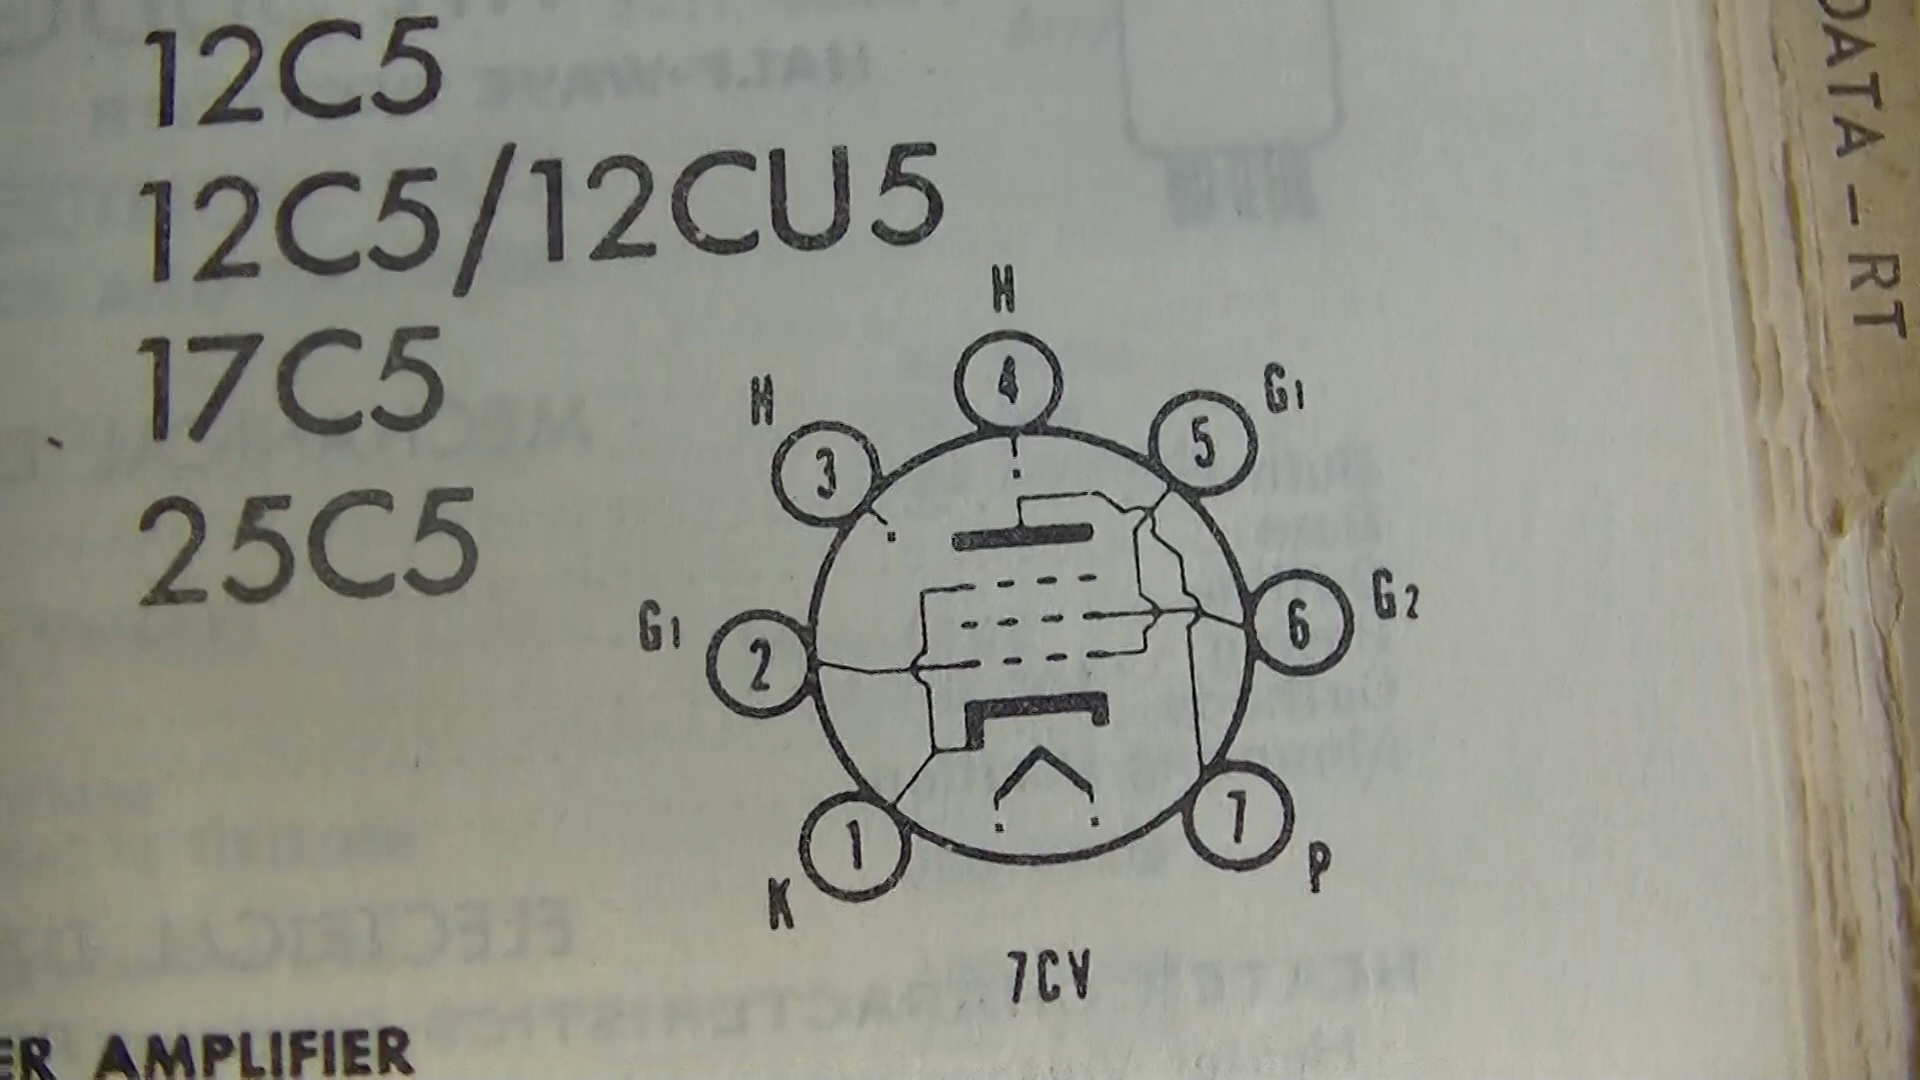 12C5
12C5/12CU5
17C5
25C5
H
4
H
3
5
G1
G1
2
6
G2
1
K
7
P
7CV
ER AMPLIFIER
DATA – RT